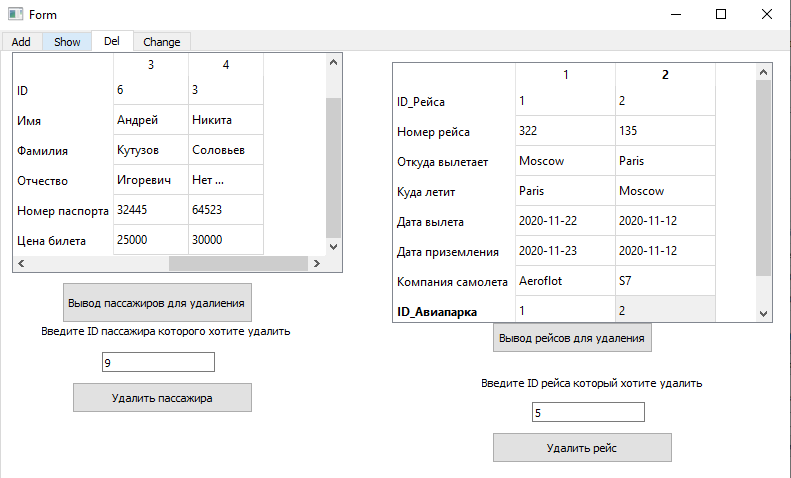 Form
Add Show Del Change
3 4
ID 6 3
Имя Андрей Никита
Фамилия Кутузов Соловьев
Отчество Игоревич Нет ...
Номер паспорта 32445 64523
Цена билета 25000 30000
Вывод пассажиров для удалиения
Введите ID пассажира которого хотите удалить
9
Удалить пассажира
1 2
ID_Рейса 1 2
Номер рейса 322 135
Откуда вылетает Moscow Paris
Куда летит Paris Moscow
Дата вылета 2020-11-22 2020-11-12
Дата приземления 2020-11-23 2020-11-12
Компания самолета Aeroflot S7
ID_Авиапарка 1 2
Вывод рейсов для удаления
Введите ID рейса который хотите удалить
5
Удалить рейс